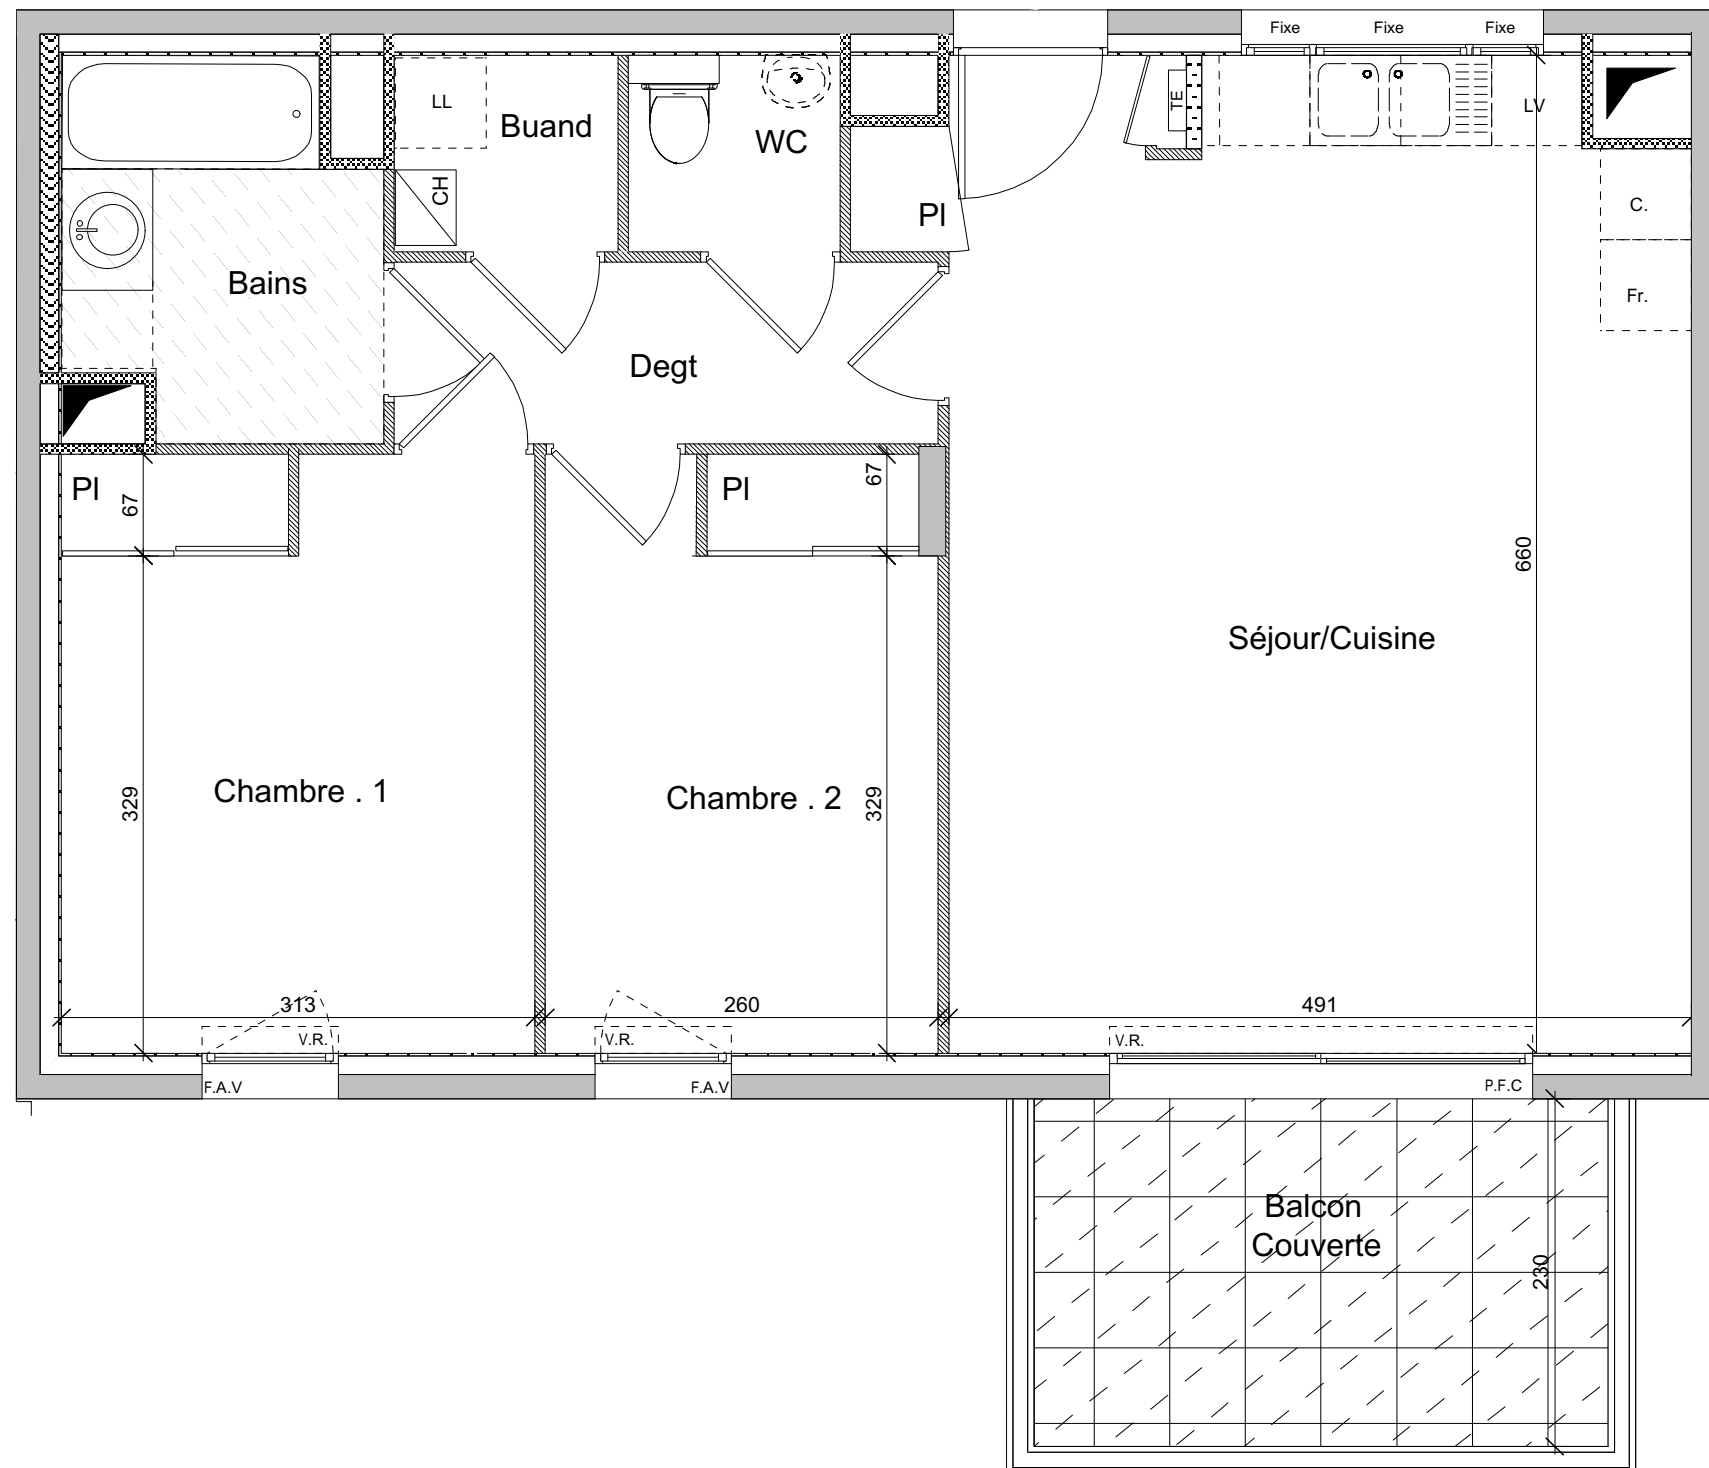 Fixe
Fixe
Fixe
LL
Buand
WC
TE
LV
CH
Pl
C.
Bains
Fr.
Degt
Pl
67
Pl
67
660
Séjour/Cuisine
Chambre . 1
329
Chambre . 2
329
313
260
491
V.R.
V.R.
V.R.
F.A.V
F.A.V
P.F.C
Balcon
Couverte
230